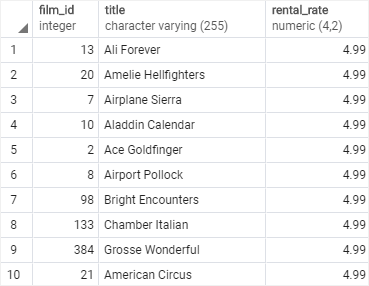 film_id title rental_rate
integer character varying (255) numeric (4,2)
1 13 Ali Forever 4.99
2 20 Amelie Hellfighters 4.99
3 7 Airplane Sierra 4.99
4 10 Aladdin Calendar 4.99
5 2 Ace Goldfinger 4.99
6 8 Airport Pollock 4.99
7 98 Bright Encounters 4.99
8 133 Chamber Italian 4.99
9 384 Grosse Wonderful 4.99
10 21 American Circus 4.99